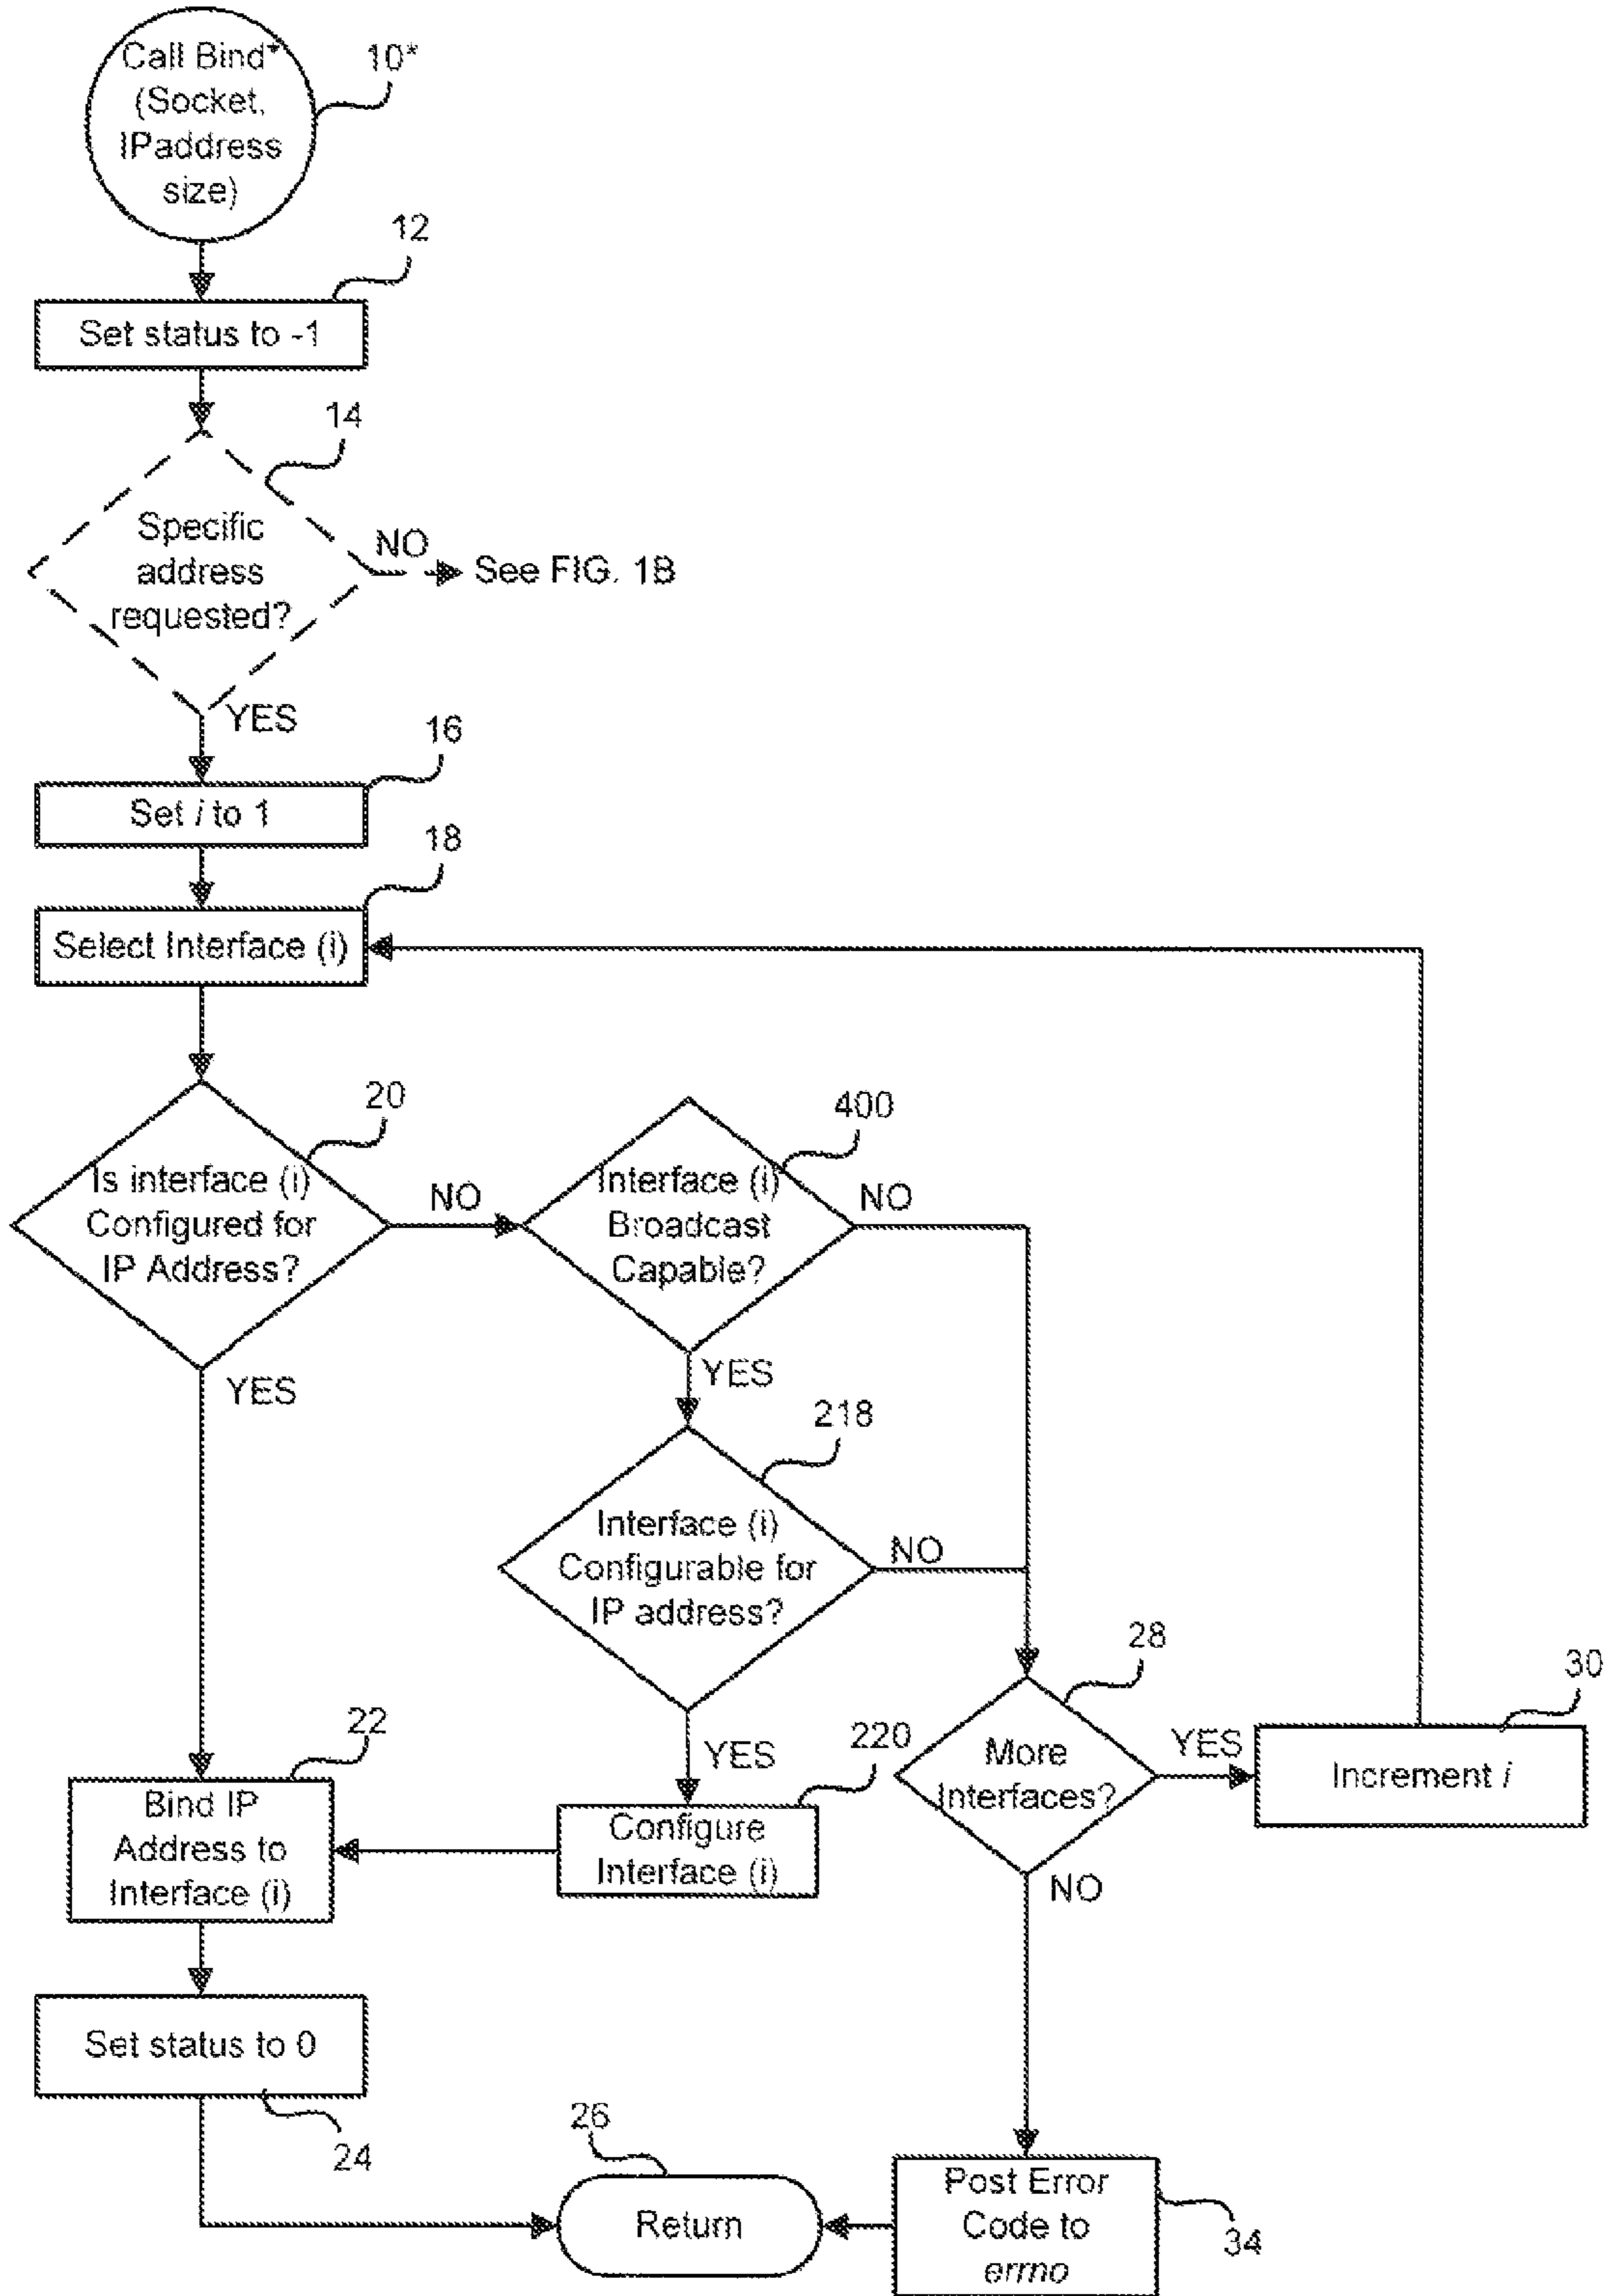 Call Bind*
(Socket,
IPaddress
size)
10*
12
Set status to -1
14
Specific
address
requested?
NO
See FIG. 1B
YES
16
Set i to 1
18
Select Interface (i)
20
Is interface (i)
Configured for
IP Address?
NO
YES
400
Interface (i)
Broadcast
Capable?
NO
YES
218
Interface (i)
Configurable for
IP address?
NO
YES
28
More
Interfaces?
YES
NO
30
Increment i
22
Bind IP
Address to
Interface (i)
220
Configure
Interface (i)
Set status to 0
24
26
Return
Post Error
Code to
errno
34